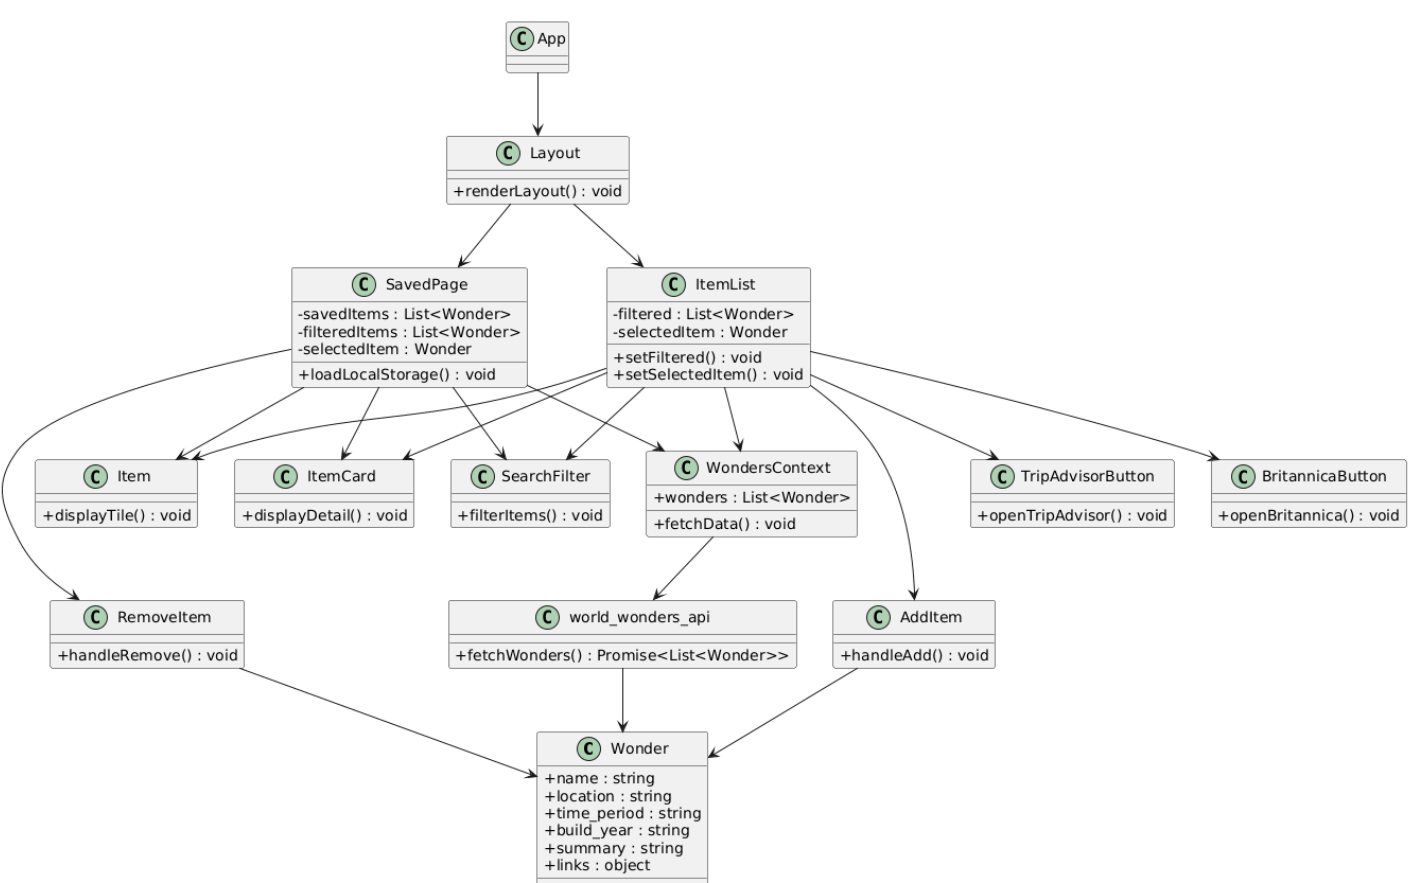 C App
C Layout
+renderLayout() : void
C SavedPage
-savedItems : List<Wonder>
-filteredItems : List<Wonder>
-selectedItem : Wonder
+loadLocalStorage() : void
C ItemList
-filtered : List<Wonder>
-selectedItem : Wonder
+setFiltered() : void
+setSelectedItem() : void
C Item
+displayTile() : void
C ItemCard
+displayDetail() : void
C SearchFilter
+filterItems() : void
C WondersContext
+wonders : List<Wonder>
+fetchData() : void
C TripAdvisorButton
+openTripAdvisor() : void
C BritannicaButton
+openBritannica() : void
C RemoveItem
+handleRemove() : void
C world_wonders_api
+fetchWonders() : Promise<List<Wonder>>
C AddItem
+handleAdd() : void
C Wonder
+name : string
+location : string
+time_period : string
+build_year : string
+summary : string
+links : object